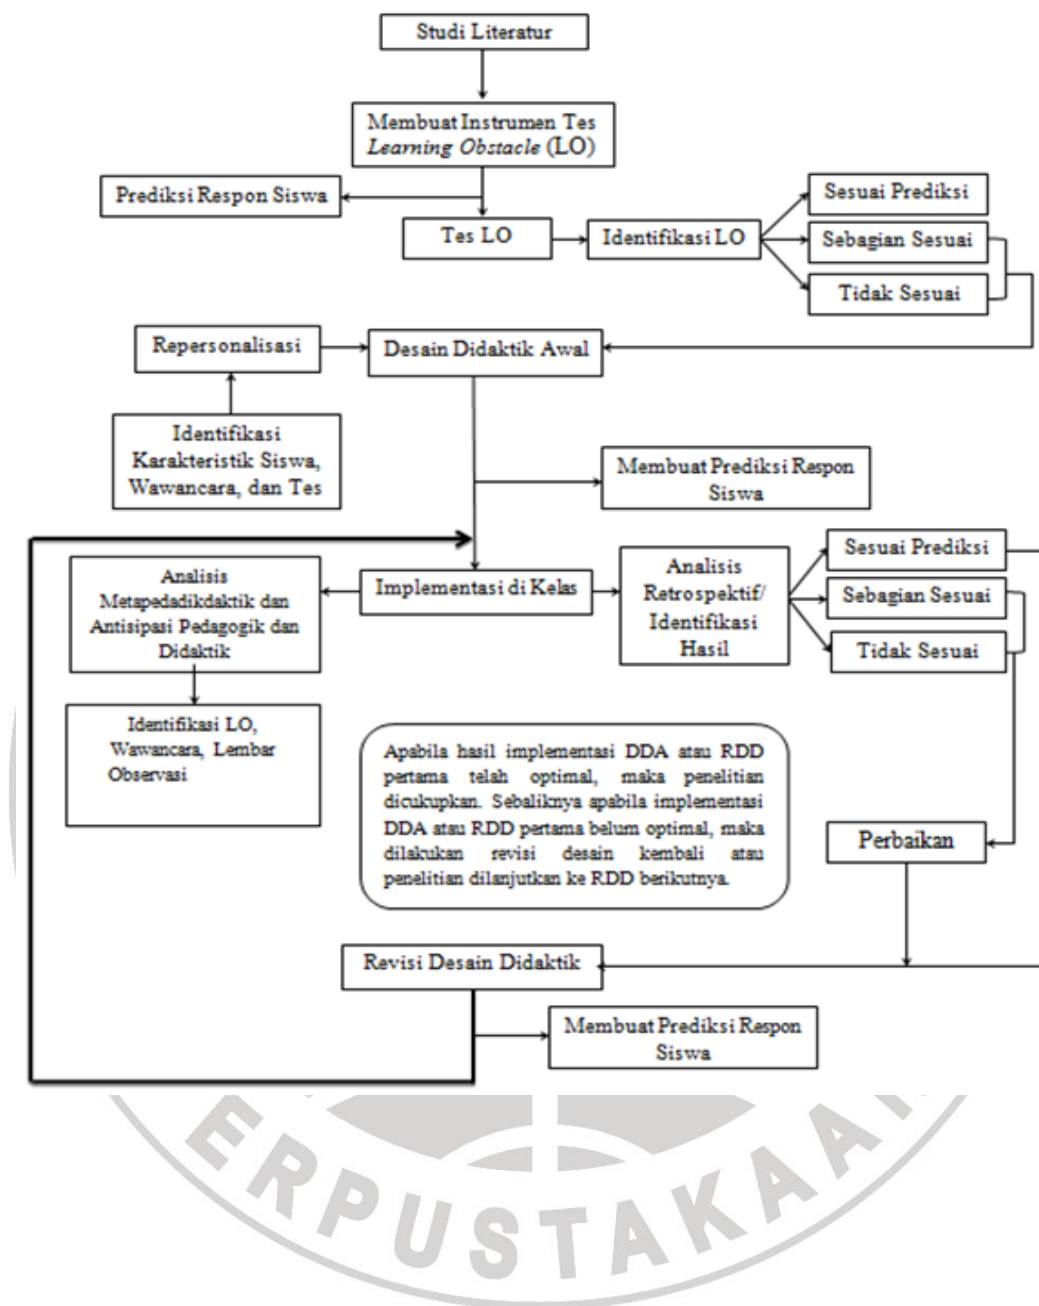 Studi Literatur
Membuat Instrumen Tes
Learning Obstacle (LO)
Prediksi Respon Siswa
Tes LO
Identifikasi LO
Sesuai Prediksi
Sebagian Sesuai
Tidak Sesuai
Repersonalisasi
Desain Didaktik Awal
Identifikasi
Karakteristik Siswa,
Wawancara, dan Tes
Membuat Prediksi Respon
Siswa
Analisis
Metapedadikdaktik dan
Antisipasi Pedagogik dan
Didaktik
Implementasi di Kelas
Analisis
Retrospektif/
Identifikasi
Hasil
Sesuai Prediksi
Sebagian Sesuai
Tidak Sesuai
Identifikasi LO,
Wawancara, Lembar
Observasi
Apabila hasil implementasi DDA atau RDD
pertama telah optimal, maka penelitian
dicukupkan. Sebaliknya apabila implementasi
DDA atau RDD pertama belum optimal, maka
dilakukan revisi desain kembali atau
penelitian dilanjutkan ke RDD berikutnya.
Perbaikan
Revisi Desain Didaktik
Membuat Prediksi Respon
Siswa
ERPUSTAKAA